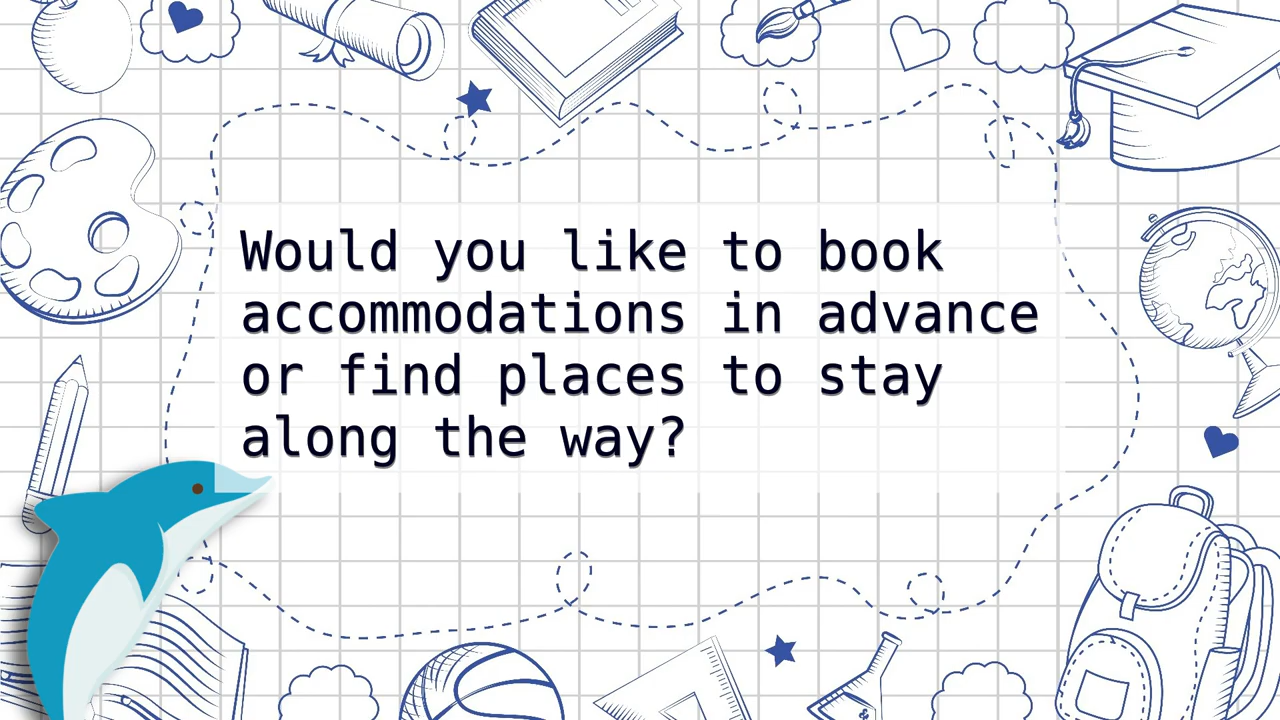 Would you like to book
accommodations in advance
or find places to stay
along the way?